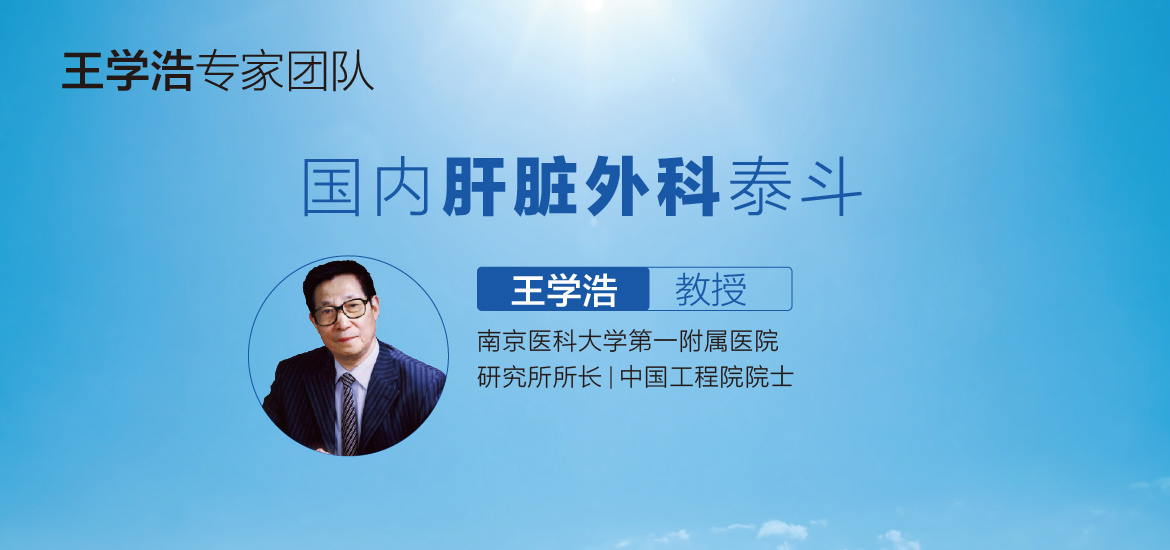 王学浩专家团队
国内肝脏外科泰斗
王学浩 教授
南京医科大学第一附属医院
研究所所长|中国工程院院士